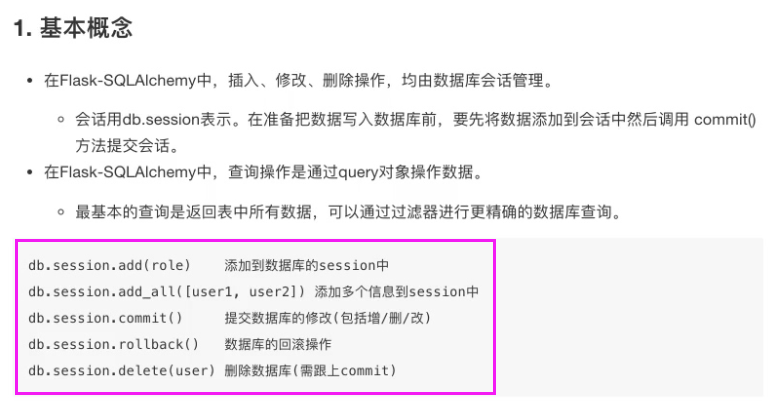 1. 基本概念
在Flask-SQLAlchemy中，插入、修改、删除操作，均由数据库会话管理。
会话用db.session表示。在准备把数据写入数据库前，要先将数据添加到会话中然后调用 commit()
方法提交会话。
在Flask-SQLAlchemy中，查询操作是通过query对象操作数据。
最基本的查询是返回表中所有数据，可以通过过滤器进行更精确的数据库查询。
db.session.add(role) 添加到数据库的session中
db.session.add_all([user1, user2]) 添加多个信息到session中
db.session.commit() 提交数据库的修改(包括增/删/改)
db.session.rollback() 数据库的回滚操作
db.session.delete(user) 删除数据库(需跟上commit)